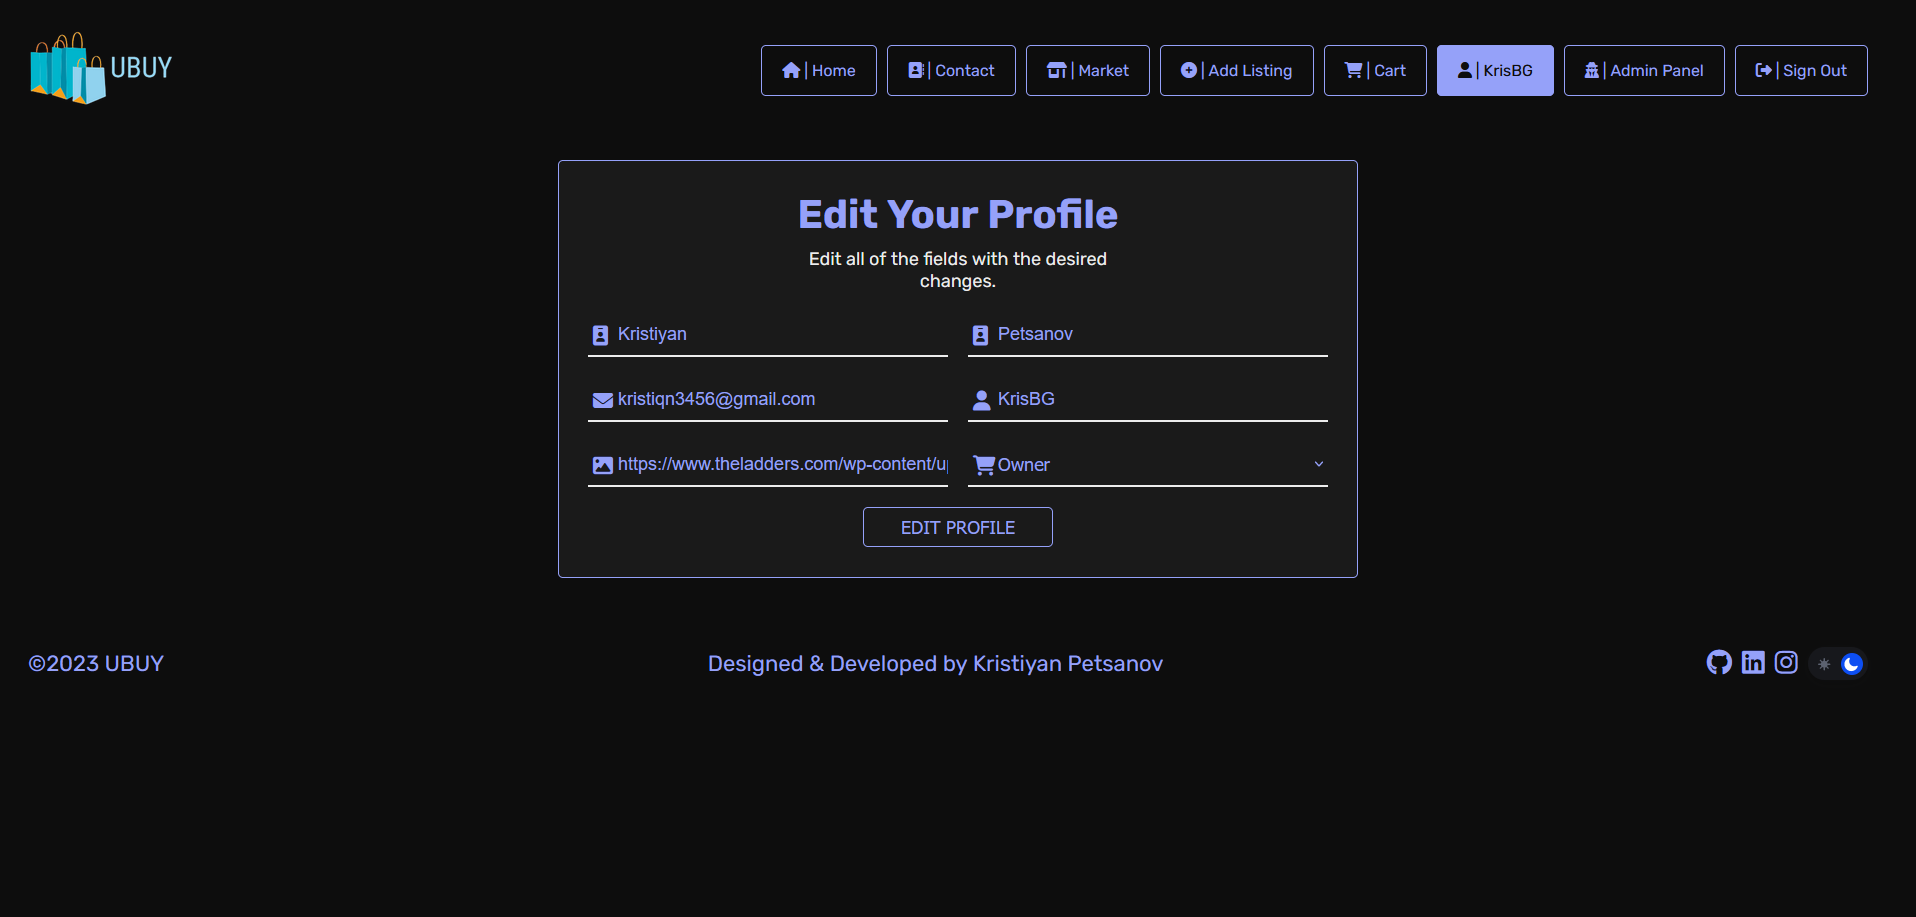 UBUY
| Home
| Contact
| Market
| Add Listing
| Cart
| KrisBG
| Admin Panel
| Sign Out
Edit Your Profile
Edit all of the fields with the desired
changes.
Kristiyan
Petsanov
kristiqn3456@gmail.com
KrisBG
https://www.theladders.com/wp-content/u
Owner
EDIT PROFILE
©2023 UBUY
Designed & Developed by Kristiyan Petsanov